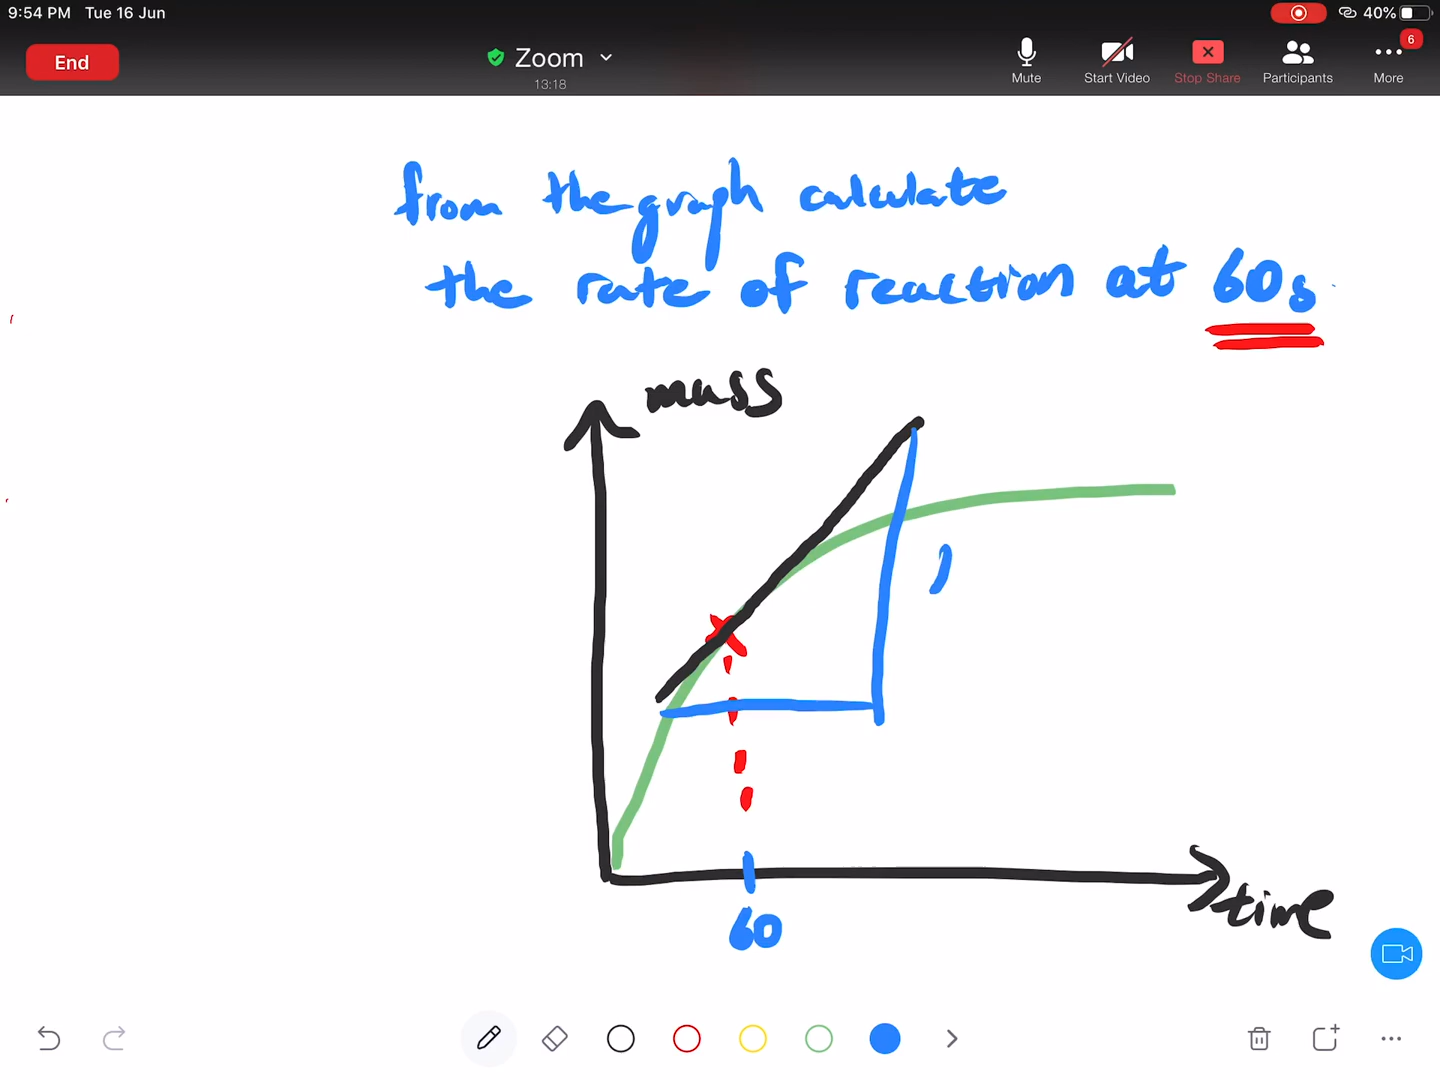 9:54 PM Tue 16 Jun
40%
End
Zoom
13:18
Mute
Start Video
Stop Share
Participants
More
6
from the graph calculate
the rate of reaction at 60s
mass
60
time